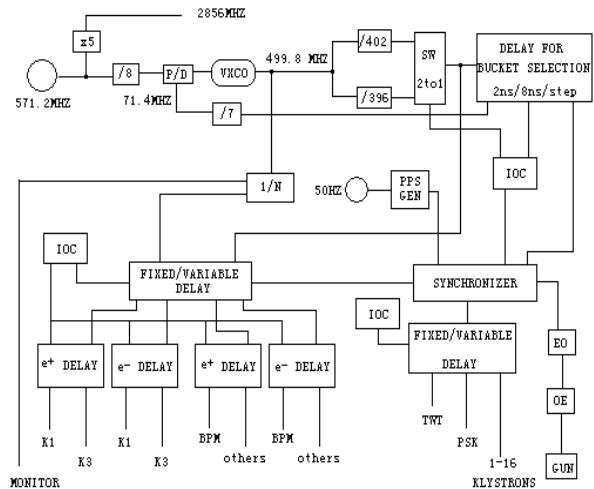 2856MHZ
x5
571.2MHZ
/8
P/D
VXCO
71.4MHZ
/7
499.8 MHZ
/402
/396
SW
2to1
DELAY FOR
BUCKET SELECTION
2ns/8ns/step
IOC
1/N
50HZ
PPS
GEN
IOC
FIXED/VARIABLE
DELAY
SYNCHRONIZER
IOC
FIXED/VARIABLE
DELAY
e+ DELAY
e- DELAY
e+ DELAY
e- DELAY
EO
OE
GUN
K1
K3
K1
K3
BPM
others
BPM
others
TWT
PSK
1-16
KLYSTRONS
MONITOR